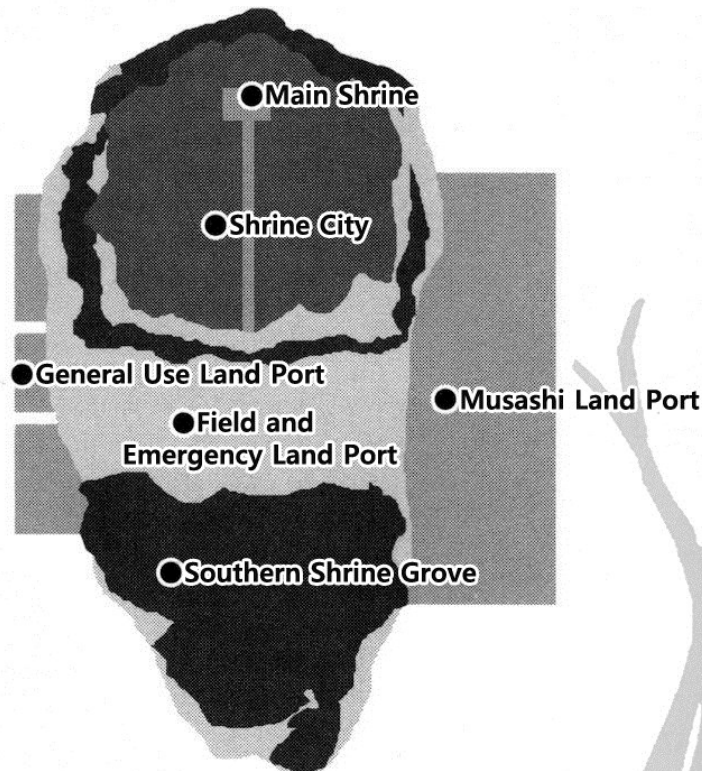 Main Shrine
Shrine City
General Use Land Port
Musashi Land Port
Field and
Emergency Land Port
Southern Shrine Grove